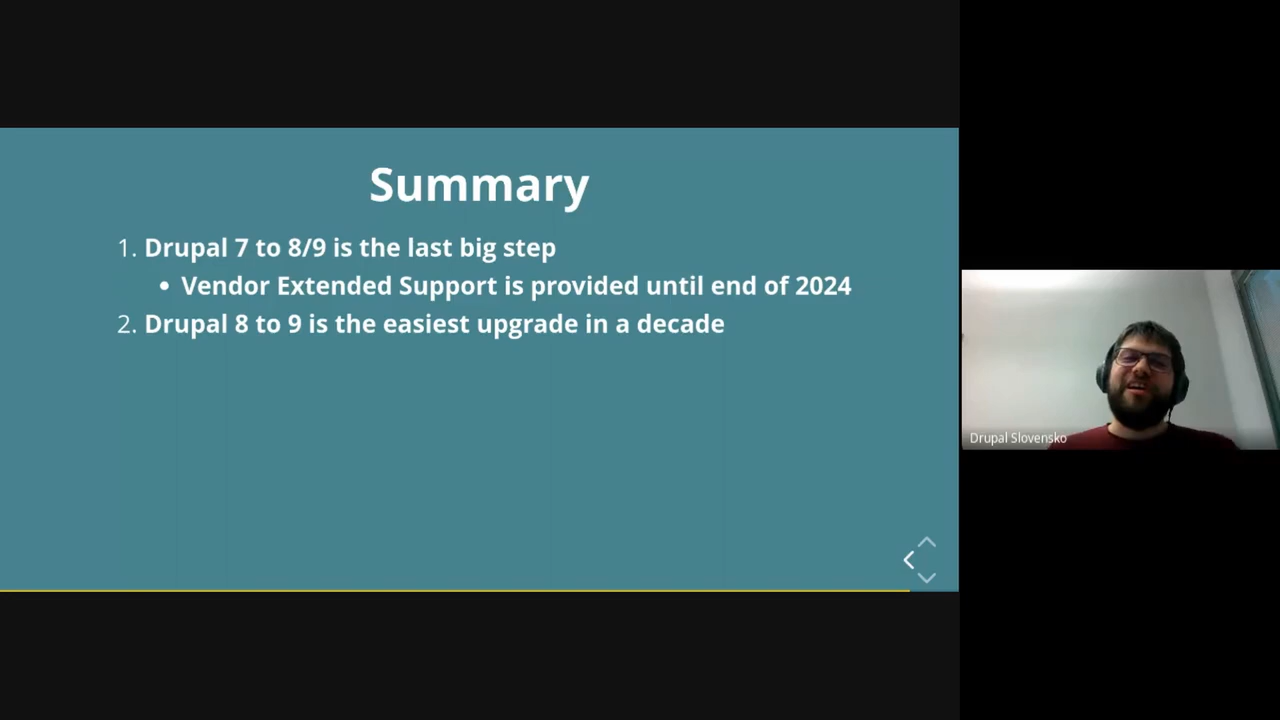 Summary
1. Drupal 7 to 8/9 is the last big step
• Vendor Extended Support is provided until end of 2024
2. Drupal 8 to 9 is the easiest upgrade in a decade
Drupal Slovensko